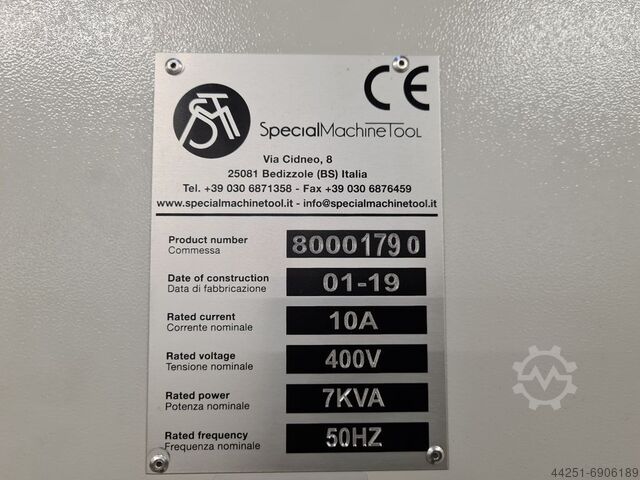 SMT
CE
SpecialMachineTool
Via Cidneo, 8
25081 Bedizzole (BS) Italia
Tel. +39 030 6871358 - Fax +39 030 6876459
www.specialmachinetool.it - info@specialmachinetool.it
Product number
Commessa
80001790
Date of construction
Data di fabbricazione
01-19
Rated current
Corrente nominale
10A
Rated voltage
Tensione nominale
400V
Rated power
Potenza nominale
7KVA
Rated frequency
Frequenza nominale
50HZ
44251-6906189